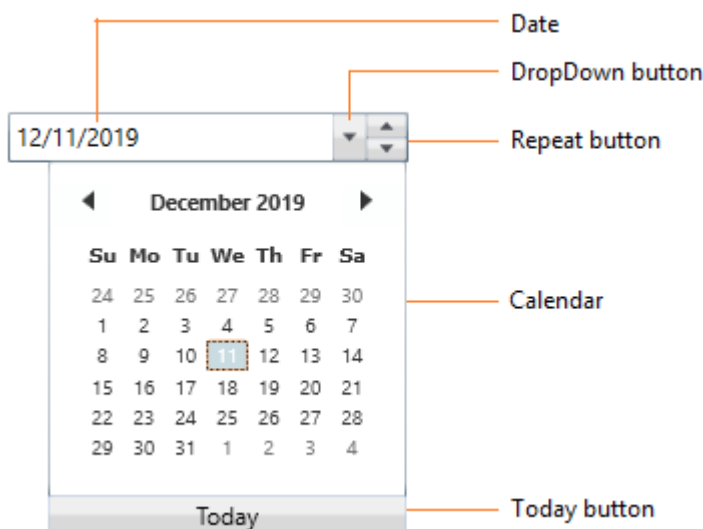 Date
DropDown button
12/11/2019
Repeat button
December 2019
Su Mo Tu We Th Fr Sa
24 25 26 27 28 29 30
1 2 3 4 5 6 7
Calendar
8 9 10 11 12 13 14
15 16 17 18 19 20 21
22 23 24 25 26 27 28
29 30 31 1 2 3 4
Today
Today button